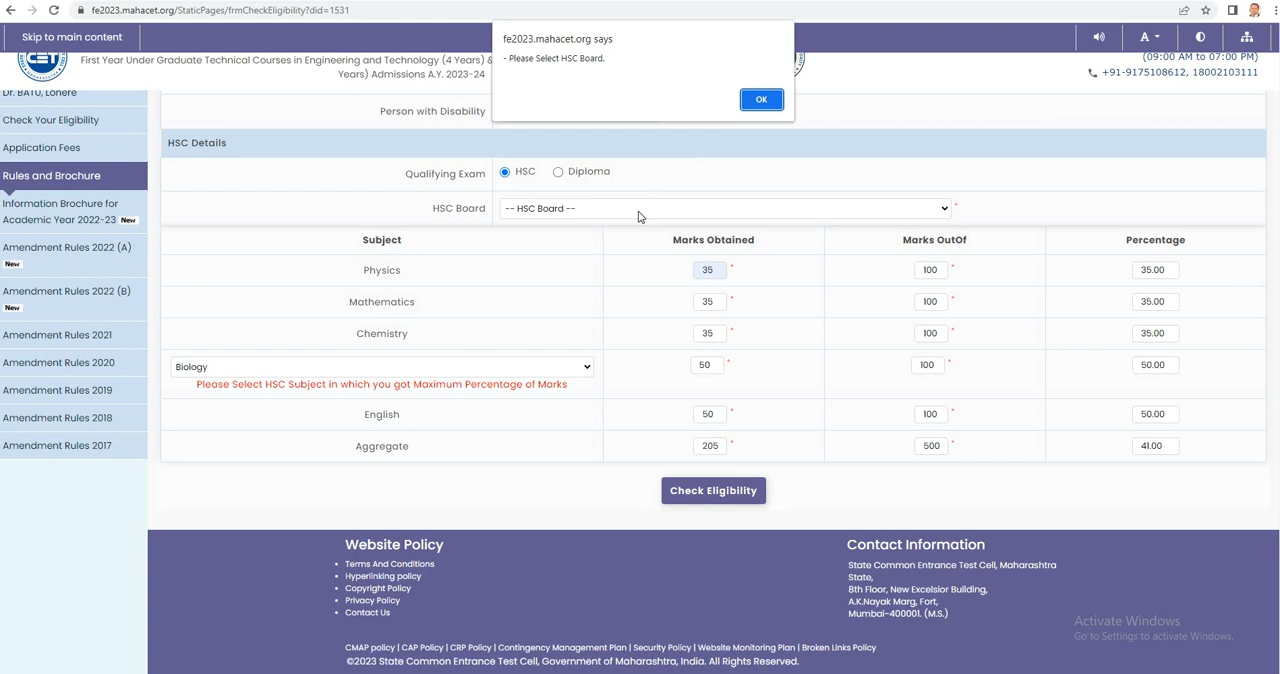 fe2023.mahacet.org/StaticPages/frmCheckEligibility?did=1531
Skip to main content
A
fe2023.mahacet.org says
- Please Select HSC Board.
OK
CET
First Year Under Graduate Technical Courses in Engineering and Technology (4 Years) &
Years) Admissions A.Y. 2023-24
(09:00 AM to 07:00 PM)
+91-9175108612, 18002103111
Dr. BATU, Lonere
Check Your Eligibility
Application Fees
Rules and Brochure
Information Brochure for
Academic Year 2022-23 New
Amendment Rules 2022 (A)
New
Amendment Rules 2022 (B)
New
Amendment Rules 2021
Amendment Rules 2020
Amendment Rules 2019
Amendment Rules 2018
Amendment Rules 2017
Person with Disability
HSC Details
Qualifying Exam HSC Diploma
HSC Board -- HSC Board -- *
Subject Marks Obtained Marks OutOf Percentage
Physics 35 * 100 * 35.00
Mathematics 35 * 100 * 35.00
Chemistry 35 * 100 * 35.00
Biology 50 * 100 * 50.00
Please Select HSC Subject in which you got Maximum Percentage of Marks
English 50 * 100 * 50.00
Aggregate 205 * 500 * 41.00
Check Eligibility
Website Policy
• Terms And Conditions
• Hyperlinking policy
• Copyright Policy
• Privacy Policy
• Contact Us
Contact Information
State Common Entrance Test Cell, Maharashtra
State,
8th Floor, New Excelsior Building,
A.K.Nayak Marg, Fort,
Mumbai-400001. (M.S.)
Activate Windows
Go to Settings to activate Windows.
CMAP policy | CAP Policy | CRP Policy | Contingency Management Plan | Security Policy | Website Monitoring Plan | Broken Links Policy
©2023 State Common Entrance Test Cell, Government of Maharashtra, India. All Rights Reserved.